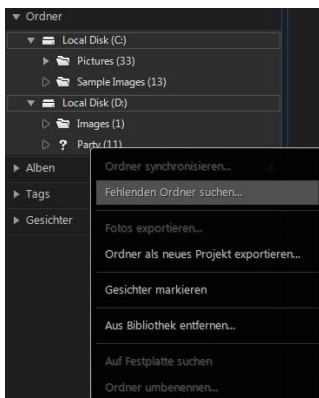 Ordner
Local Disk (C:)
Pictures (33)
Sample Images (13)
Local Disk (D:)
Images (1)
? Party (11)
Alben
Tags
Gesichter
Ordner synchronisieren...
Fehlenden Ordner suchen...
Fotos exportieren...
Ordner als neues Projekt exportieren...
Gesichter markieren
Aus Bibliothek entfernen...
Auf Festplatte suchen
Ordner umbenennen...